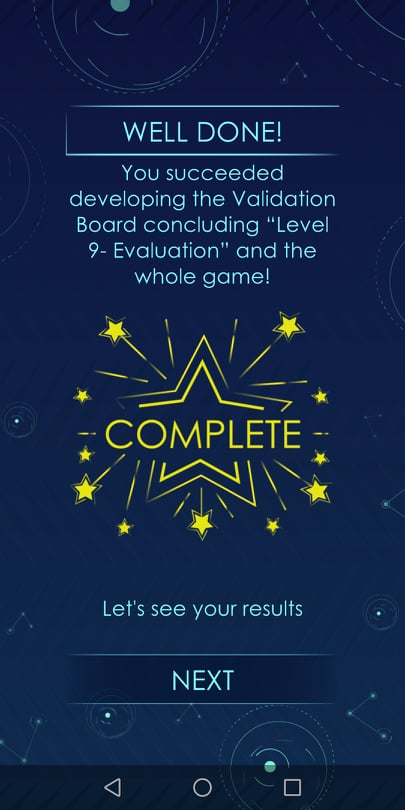 WELL DONE!
You succeeded
developing the Validation
Board concluding “Level
9- Evaluation” and the
whole game!
COMPLETE
Let's see your results
NEXT